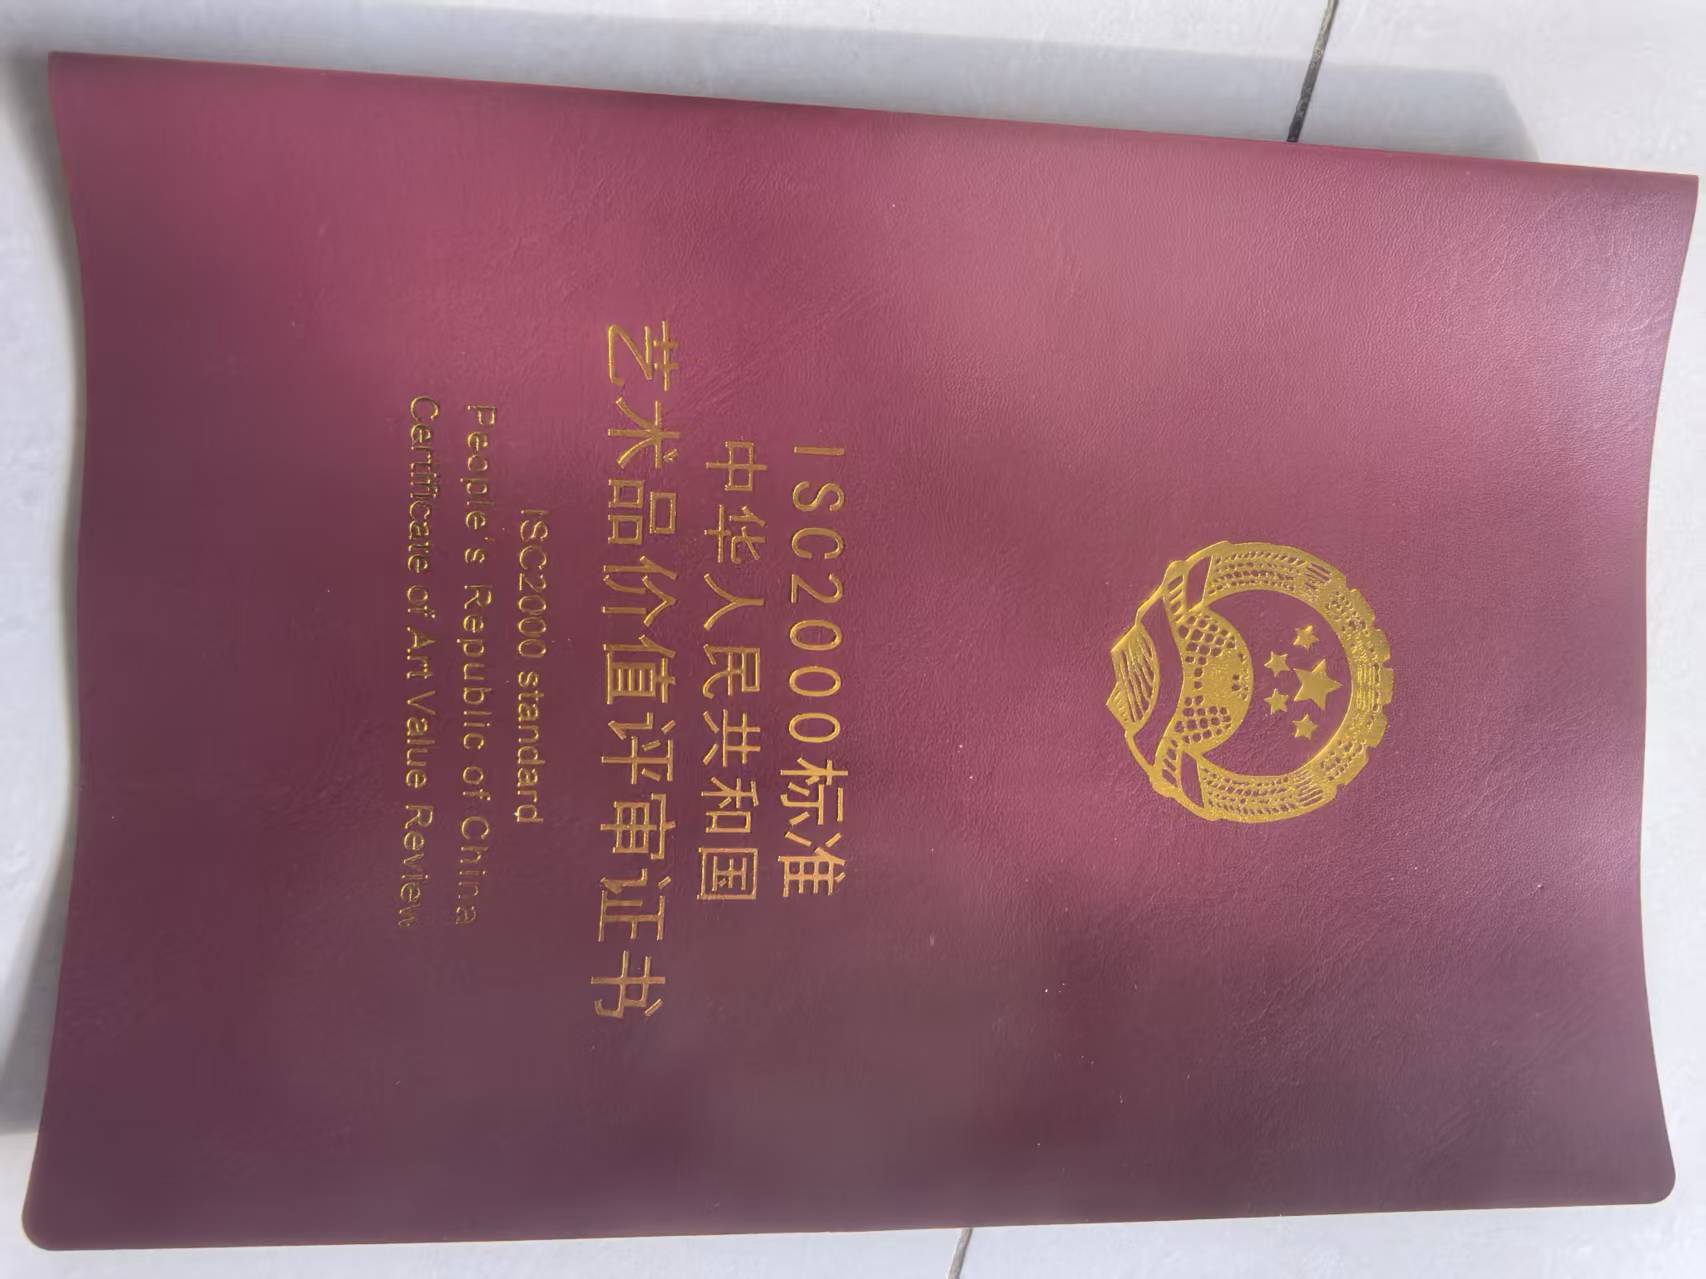 ISC2000标准
中华人民共和国
艺术品价值评审证书
ISC2000 standard
People's Republic of China
Certificate of Art Value Review